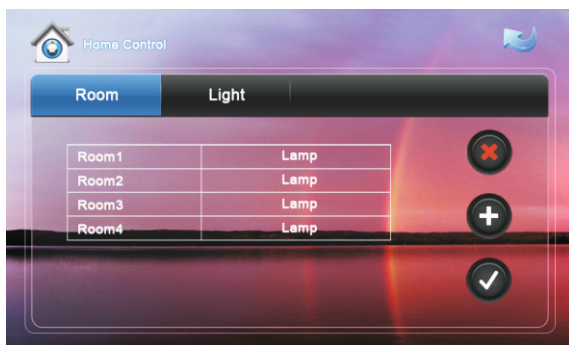 Home Control
Room Light
Room1 Lamp
Room2 Lamp
Room3 Lamp
Room4 Lamp